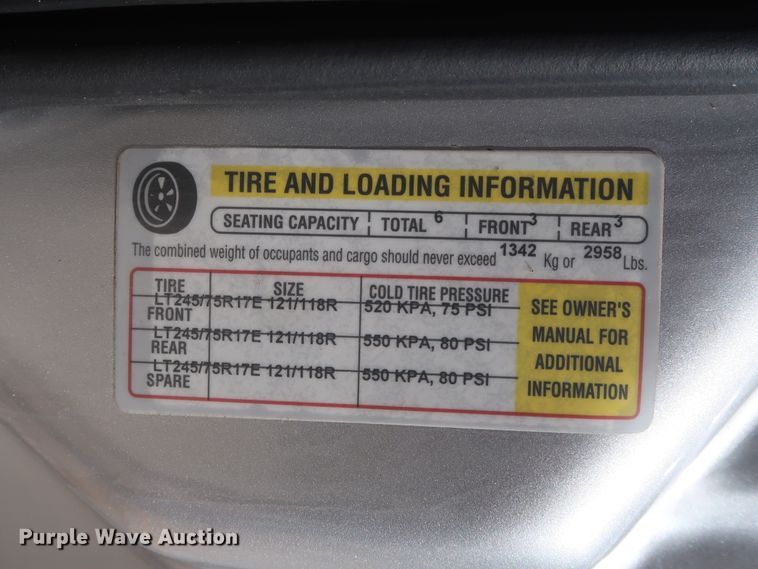 TIRE AND LOADING INFORMATION
SEATING CAPACITY TOTAL 6 FRONT 3 REAR 3
The combined weight of occupants and cargo should never exceed 1342 Kg or 2958 Lbs.
TIRE SIZE COLD TIRE PRESSURE
FRONT LT245/75R17E 121/118R 520 KPA, 75 PSI
REAR LT245/75R17E 121/118R 550 KPA, 80 PSI
SPARE LT245/75R17E 121/118R 550 KPA, 80 PSI
SEE OWNER'S
MANUAL FOR
ADDITIONAL
INFORMATION
Purple Wave Auction